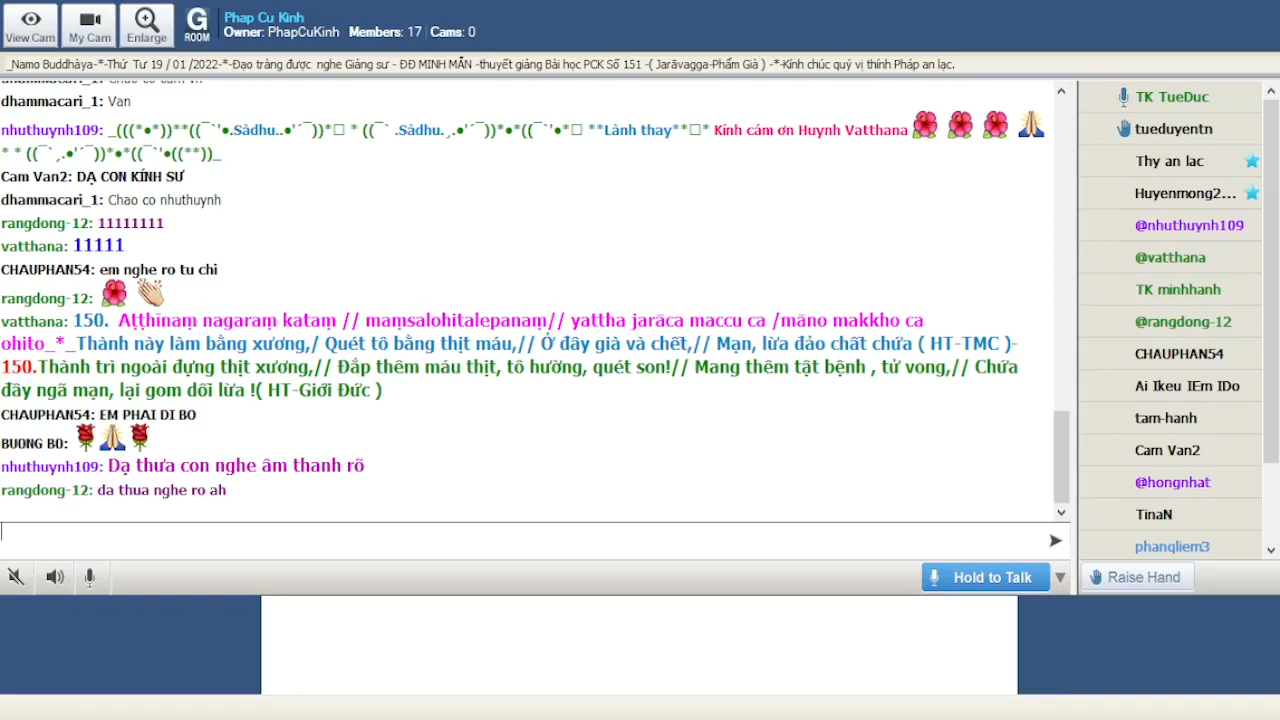 Phap Cu Kinh
Owner: PhapCuKinh Members: 17 Cams: 0
View Cam My Cam Enlarge G ROOM
_Namo Buddhàya-*-Thứ Tư 19 / 01 /2022-*-Đạo tràng được nghe Giảng sư - ĐĐ MINH MẪN -thuyết giảng Bài học PCK Số 151 -( Jarāvagga-Phẩm Già ) -*-Kính chúc quý vị thính Pháp an lạc.
dhammacari_1: Van
nhuthuynh109: _(((*•*))**((¯`'•.Sàdhu..•'´¯))*□ * ((¯` .Sàdhu.¸.•'´¯))*•*((¯`'•*□ **Lành thay**□* Kính cám ơn Huynh Vatthana
* * ((¯`¸.•'´¯))*•*((¯`'•((**))_
Cam Van2: DẠ CON KÍNH SƯ
dhammacari_1: Chao co nhuthuynh
rangdong-12: 11111111
vatthana: 11111
CHAUPHAN54: em nghe ro tu chi
rangdong-12:
vatthana: 150. Aṭṭhīnaṃ nagaraṃ kataṃ // maṃsalohitalepanaṃ// yattha jarāca maccu ca /māno makkho ca
ohito_*_Thành này làm bằng xương,/ Quét tô bằng thịt máu,// Ở đây già và chết,// Mạn, lừa đảo chất chứa ( HT-TMC )-
150.Thành trì ngoài đựng thịt xương,// Đắp thêm máu thịt, tô hường, quét son!// Mang thêm tật bệnh , tử vong,// Chứa
đầy ngã mạn, lại gom dối lừa !( HT-Giới Đức )
CHAUPHAN54: EM PHAI DI BO
BUONG BO:
nhuthuynh109: Dạ thưa con nghe âm thanh rõ
rangdong-12: da thua nghe ro ah
Hold to Talk
TK TueDuc
tueduyentn
Thy an lac
Huyenmong2...
@nhuthuynh109
@vatthana
TK minhhanh
@rangdong-12
CHAUPHAN54
Ai Ikeu IEm IDo
tam-hanh
Cam Van2
@hongnhat
TinaN
phanqliem3
Raise Hand